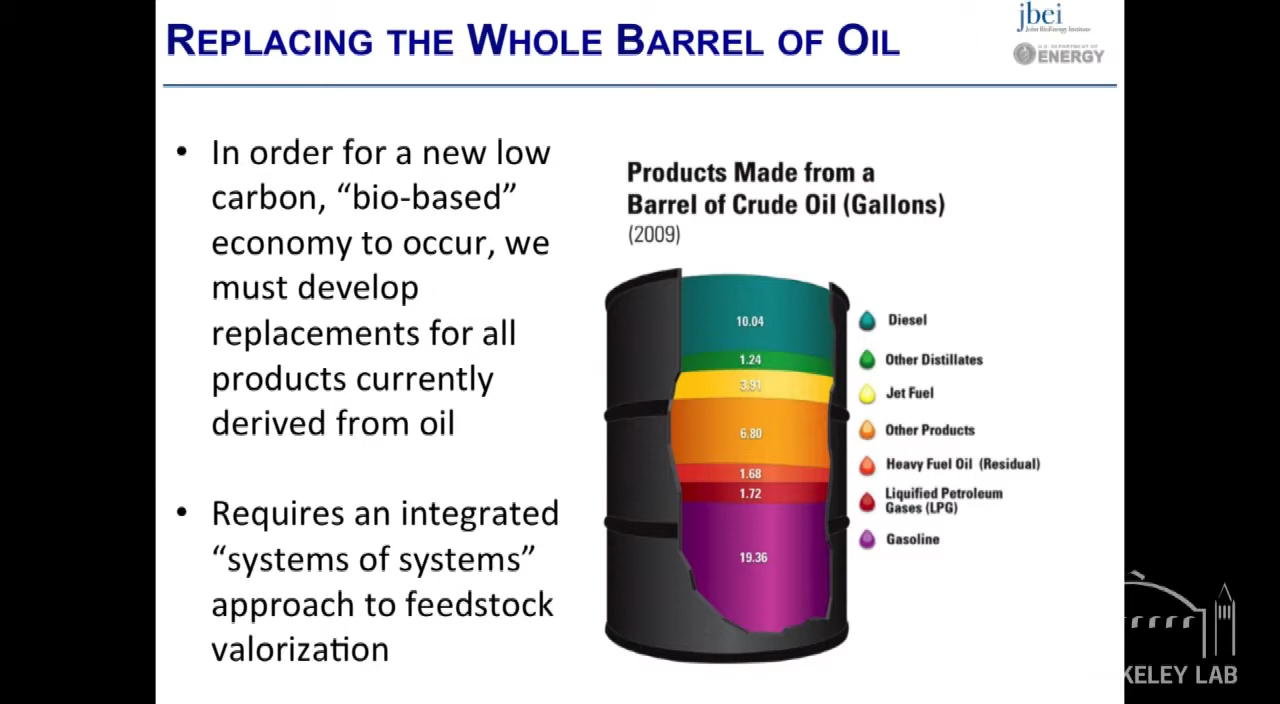 REPLACING THE WHOLE BARREL OF OIL
jbei
Joint BioEnergy Institute
U.S. DEPARTMENT OF
ENERGY
• In order for a new low
carbon, “bio-based”
economy to occur, we
must develop
replacements for all
products currently
derived from oil
• Requires an integrated
“systems of systems”
approach to feedstock
valorization
Products Made from a
Barrel of Crude Oil (Gallons)
(2009)
10.04
Diesel
1.24
Other Distillates
3.91
Jet Fuel
6.80
Other Products
1.68
Heavy Fuel Oil (Residual)
1.72
Liquified Petroleum
Gases (LPG)
19.36
Gasoline
KELEY LAB